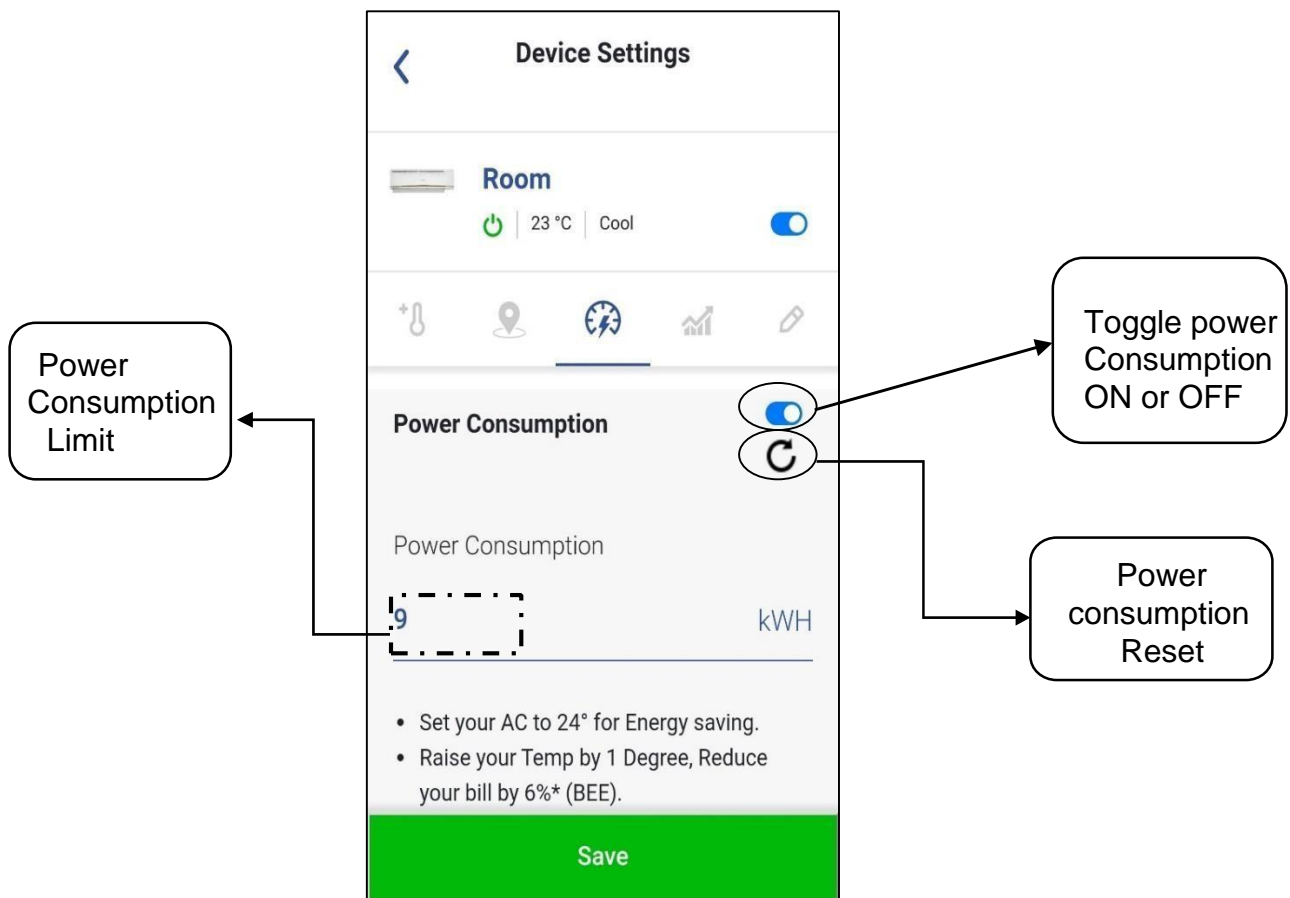 Device Settings
Room
23 °C Cool
Power Consumption
Power Consumption
9 kWH
• Set your AC to 24° for Energy saving.
• Raise your Temp by 1 Degree, Reduce
your bill by 6%* (BEE).
Save
Power
Consumption
Limit
Toggle power
Consumption
ON or OFF
Power
consumption
Reset